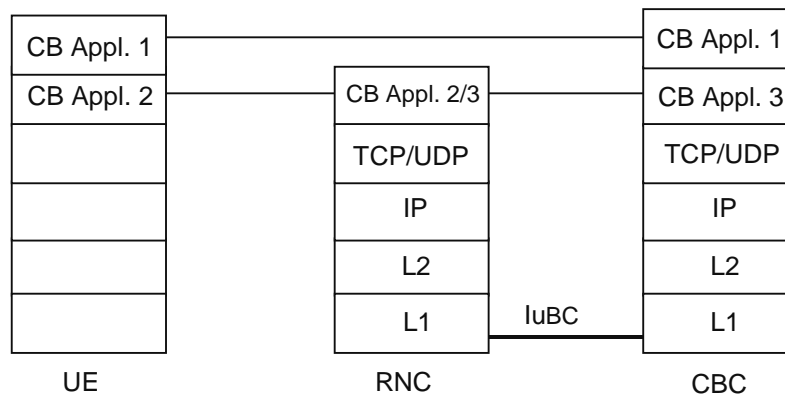 CB Appl. 1
CB Appl. 1
CB Appl. 2
CB Appl. 2/3
CB Appl. 3
TCP/UDP
TCP/UDP
IP
IP
L2
L2
L1
IuBC
L1
UE
RNC
CBC